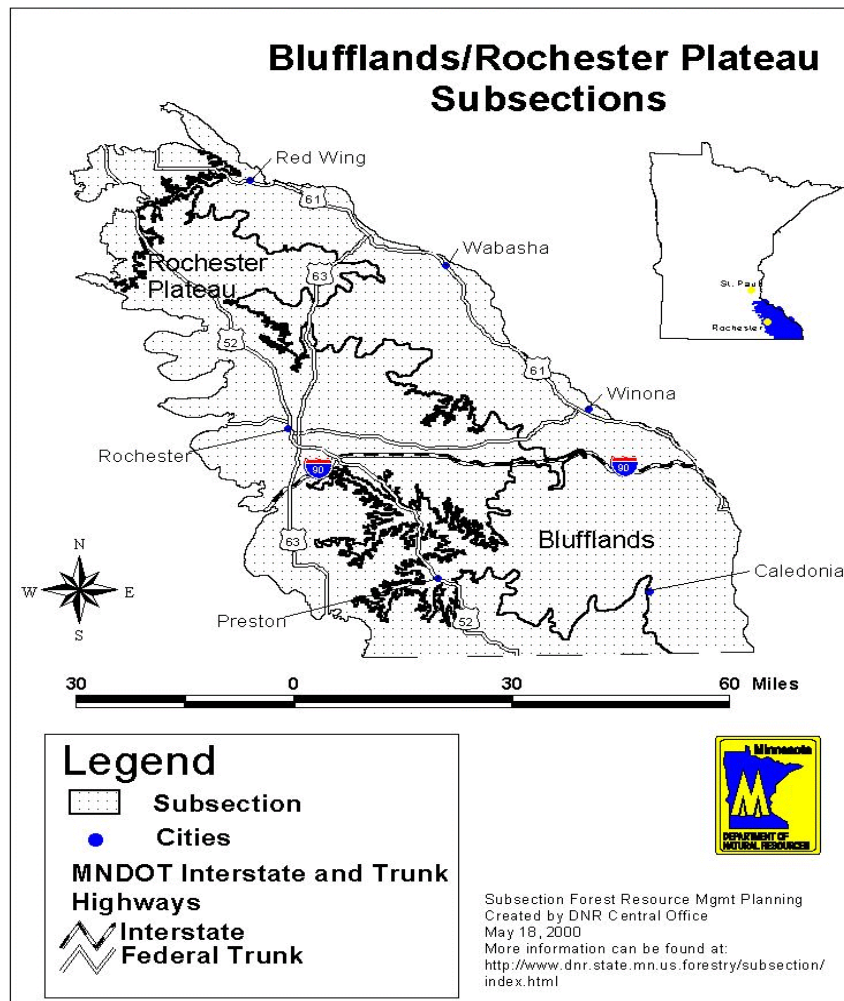 Blufflands/Rochester Plateau
Subsections
Red Wing
61
Wabasha
Rochester
Plateau
63
St. Paul
Rochester
52
61
Winona
Rochester
90
90
Blufflands
63
N
W
E
S
Caledonia
Preston
52
30
0
30
60 Miles
Legend
Subsection
Cities
MNDOT Interstate and Trunk
Highways
Interstate
Federal Trunk
Minnesota
M
DEPARTMENT OF
NATURAL RESOURCES
Subsection Forest Resource Mgmt Planning
Created by DNR Central Office
May 18, 2000
More information can be found at:
http://www.dnr.state.mn.us.forestry/subsection/
index.html